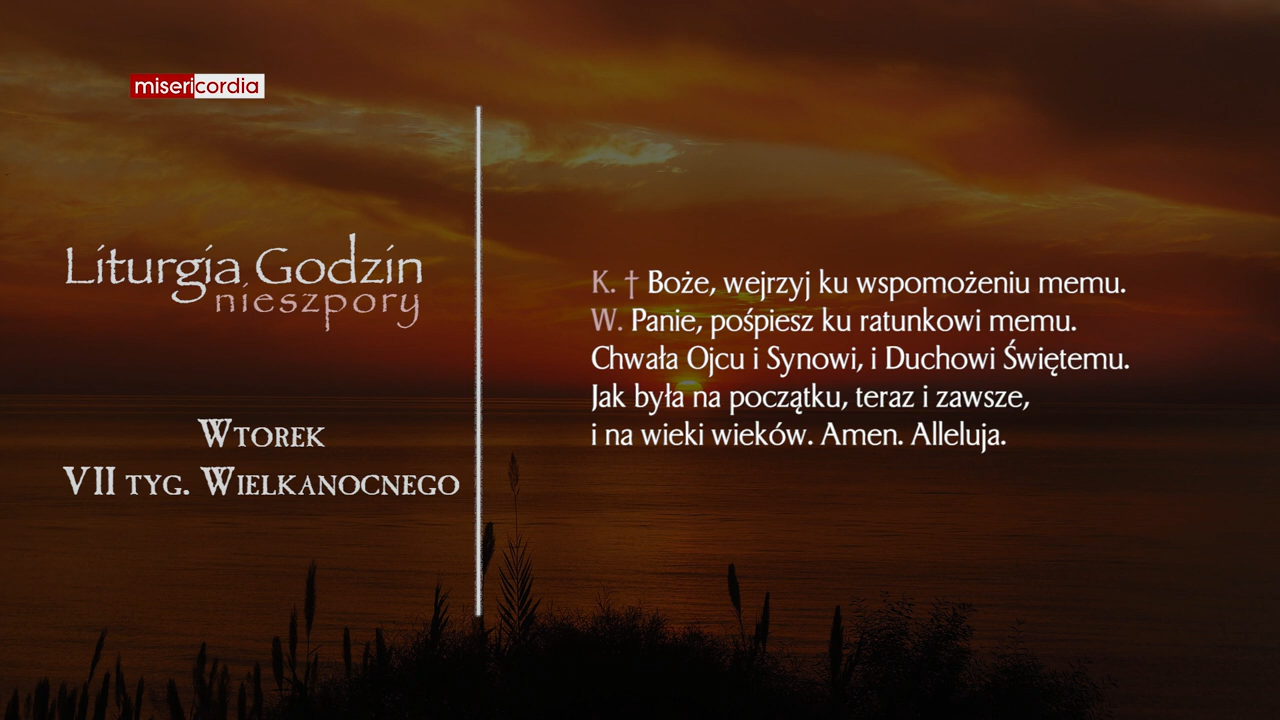 misericordia
Liturgia Godzin
nieszpory
Wtorek
VII tyg. Wielkanocnego
K. † Boże, wejrzyj ku wspomożeniu memu.
W. Panie, pośpiesz ku ratunkowi memu.
Chwała Ojcu i Synowi, i Duchowi Świętemu.
Jak była na początku, teraz i zawsze,
i na wieki wieków. Amen. Alleluja.